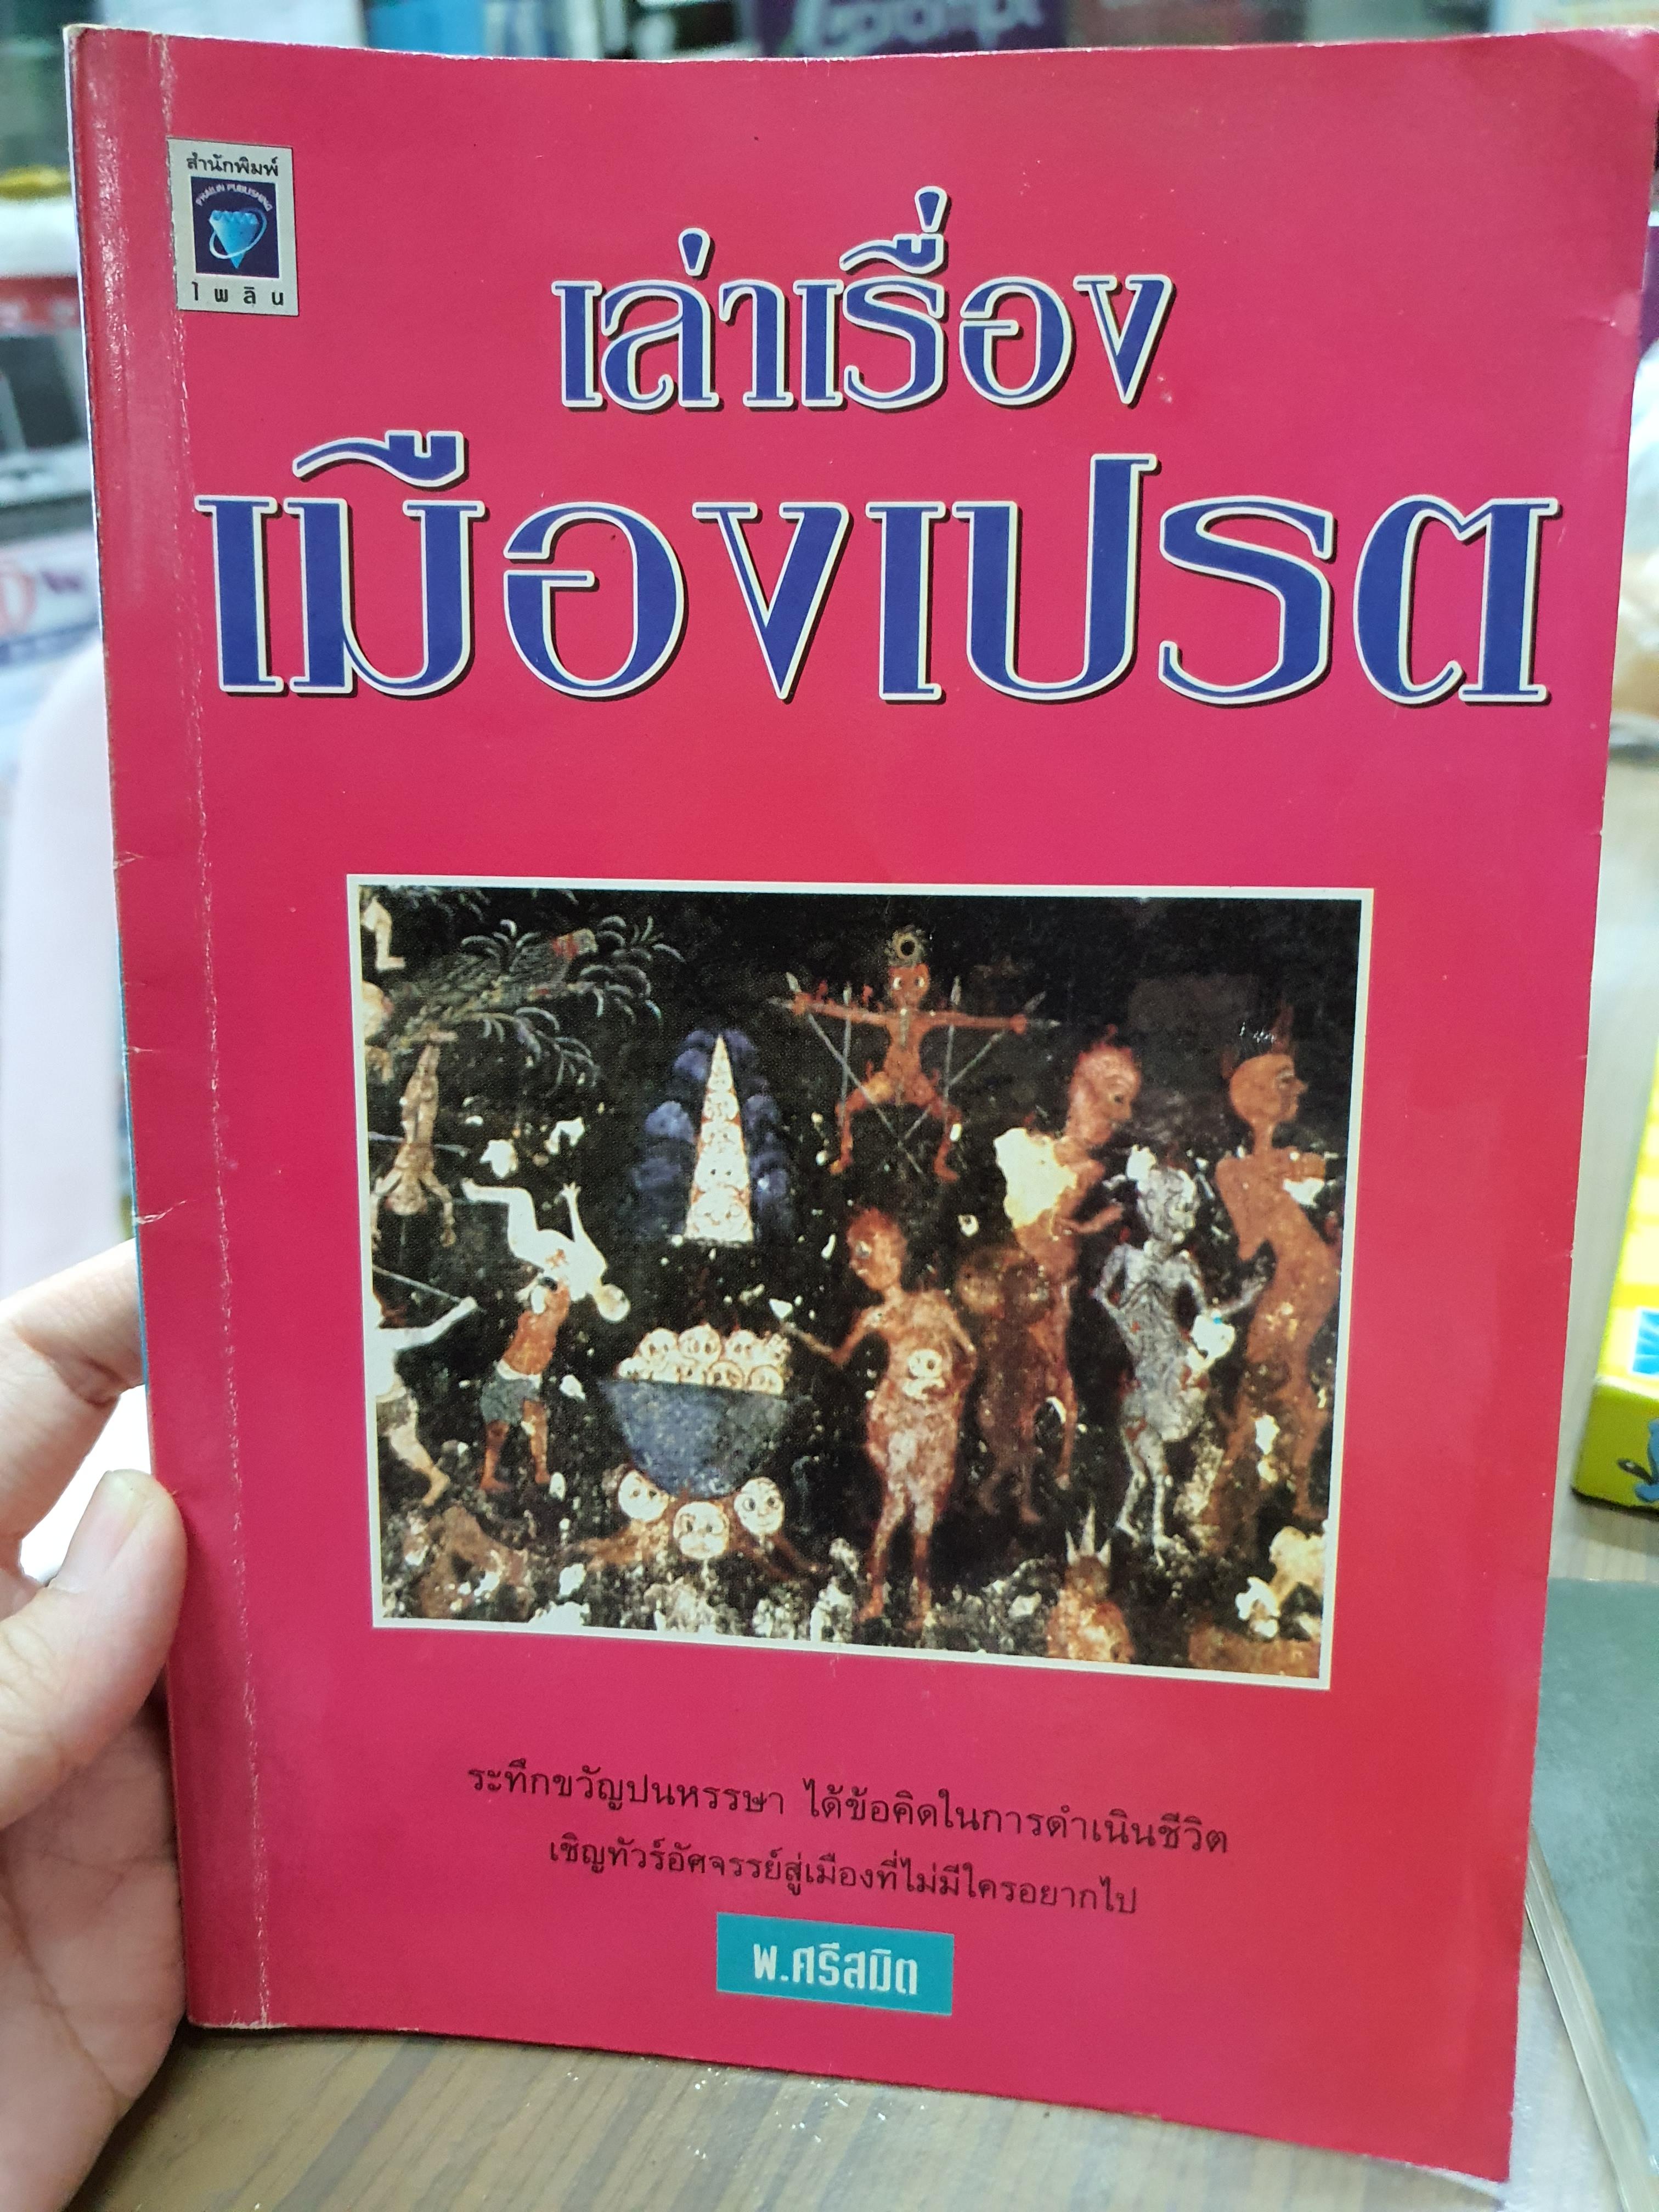 สำนักพิมพ์
PHAILIN PUBLISHING
ไพลิน
เล่าเรื่อง
เมืองเปรต
ระทึกขวัญปนหรรษา ได้ข้อคิดในการดำเนินชีวิต
เชิญทัวร์อัศจรรย์สู่เมืองที่ไม่มีใครอยากไป
พ.ศรีสมิต